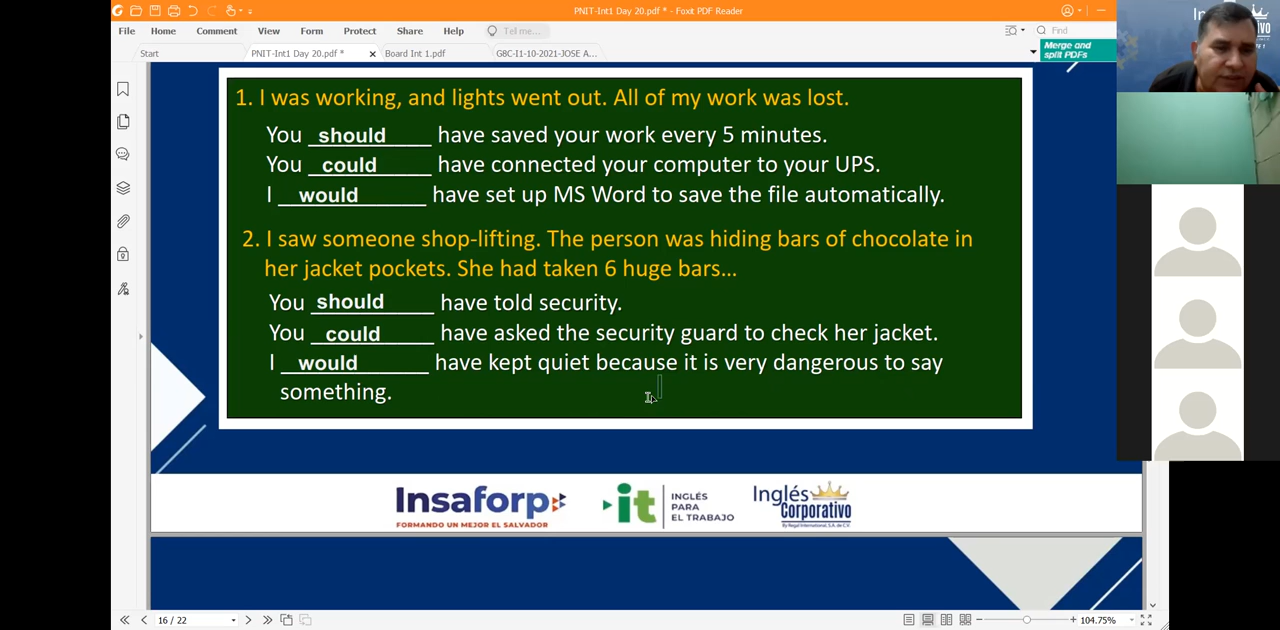 PNIT-Int1 Day 20.pdf * - Foxit PDF Reader
File Home Comment View Form Protect Share Help Tell me... Find
Start PNIT-Int1 Day 20.pdf * Board Int 1.pdf G8C-I1-10-2021-JOSE A...
Merge and
split PDFs
1. I was working, and lights went out. All of my work was lost.
You should have saved your work every 5 minutes.
You could have connected your computer to your UPS.
I would have set up MS Word to save the file automatically.
2. I saw someone shop-lifting. The person was hiding bars of chocolate in
her jacket pockets. She had taken 6 huge bars...
You should have told security.
You could have asked the security guard to check her jacket.
I would have kept quiet because it is very dangerous to say
something.
Insaforp
FORMANDO UN MEJOR EL SALVADOR
it
INGLÉS
PARA
EL TRABAJO
Inglés
Corporativo
By Regal International, S.A. de C.V.
16 / 22
104.75%